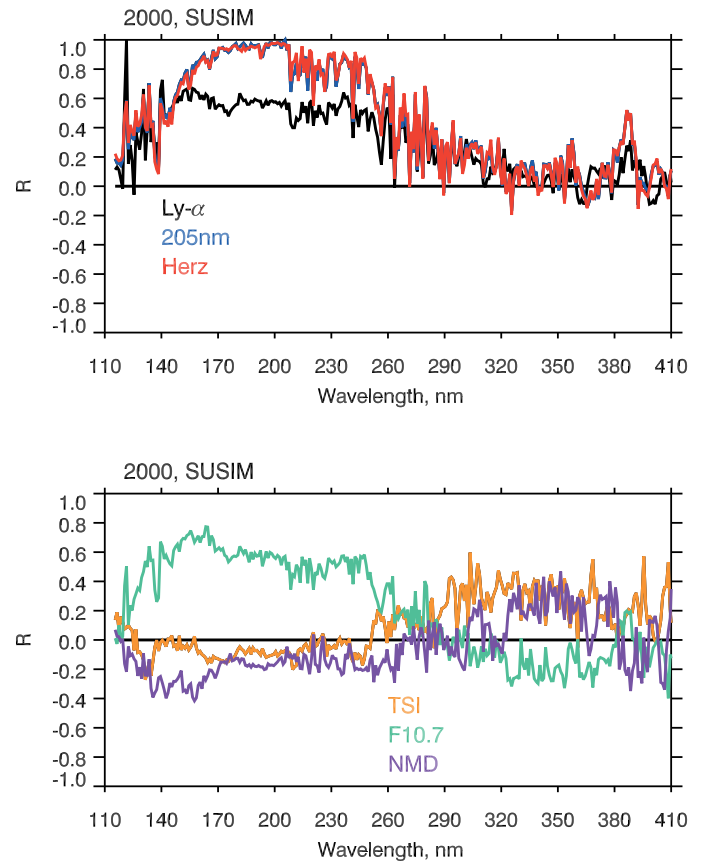 2000, SUSIM
1.0
0.8
0.6
0.4
0.2
0.0
-0.2
-0.4
-0.6
-0.8
-1.0
R
Ly-α
205nm
Herz
110 140 170 200 230 260 290 320 350 380 410
Wavelength, nm
2000, SUSIM
1.0
0.8
0.6
0.4
0.2
0.0
-0.2
-0.4
-0.6
-0.8
-1.0
R
TSI
F10.7
NMD
110 140 170 200 230 260 290 320 350 380 410
Wavelength, nm